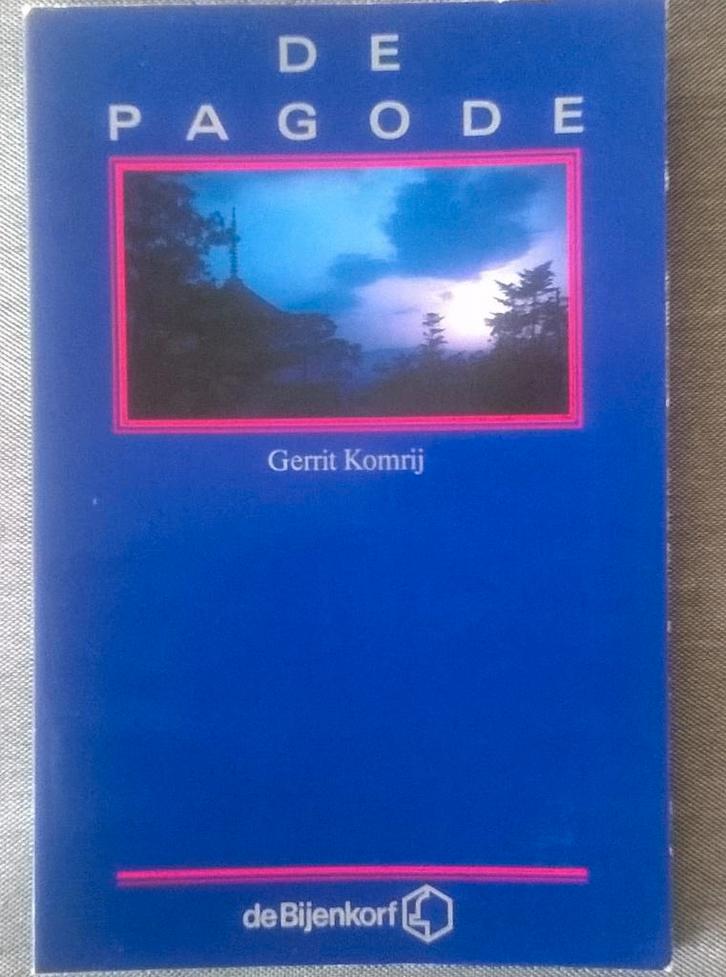 DE
PAGODE
Gerrit Komrij
de Bijenkorf